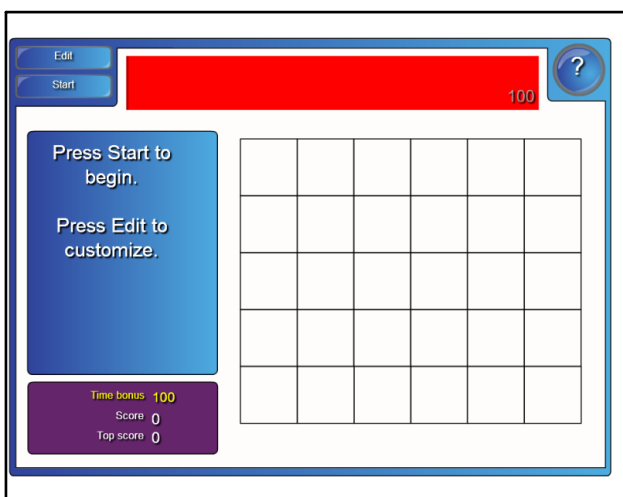 Edit
Start
?
100
Press Start to
begin.
Press Edit to
customize.
Time bonus 100
Score 0
Top score 0